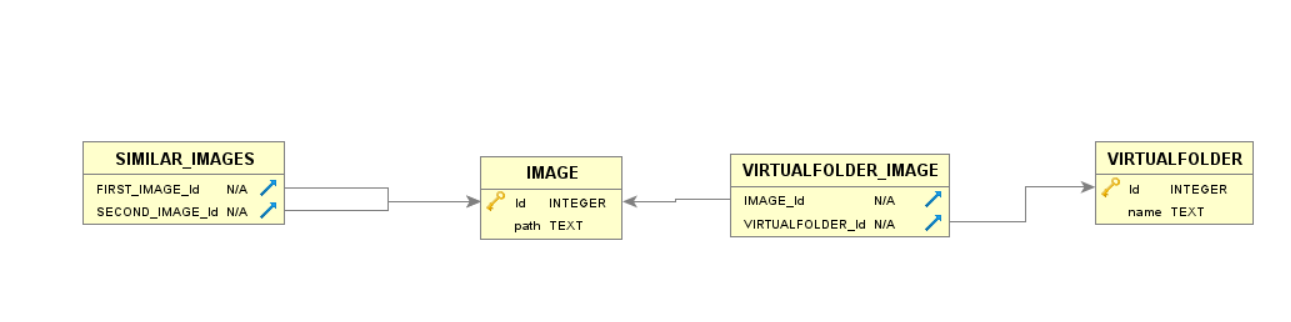 SIMILAR_IMAGES
FIRST_IMAGE_Id N/A
SECOND_IMAGE_Id N/A
IMAGE
Id INTEGER
path TEXT
VIRTUALFOLDER_IMAGE
IMAGE_Id N/A
VIRTUALFOLDER_Id N/A
VIRTUALFOLDER
Id INTEGER
name TEXT